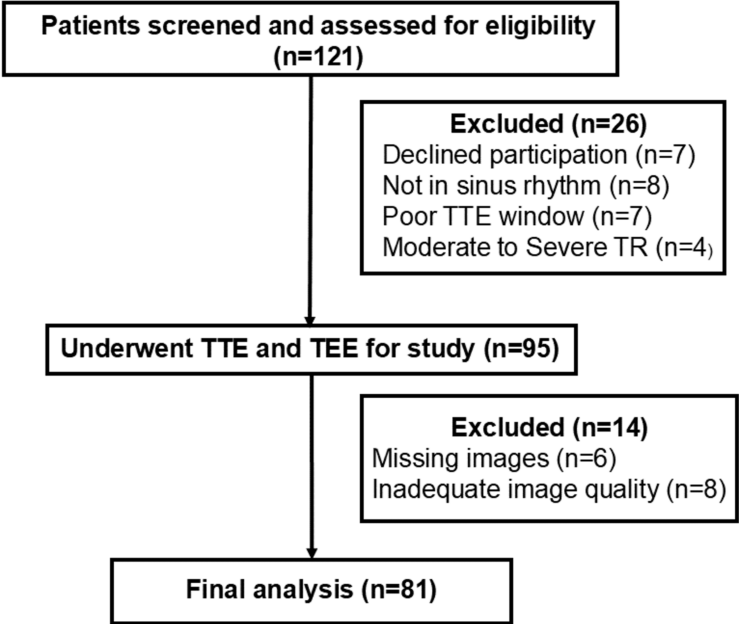 Patients screened and assessed for eligibility
(n=121)
Excluded (n=26)
Declined participation (n=7)
Not in sinus rhythm (n=8)
Poor TTE window (n=7)
Moderate to Severe TR (n=4)
Underwent TTE and TEE for study (n=95)
Excluded (n=14)
Missing images (n=6)
Inadequate image quality (n=8)
Final analysis (n=81)